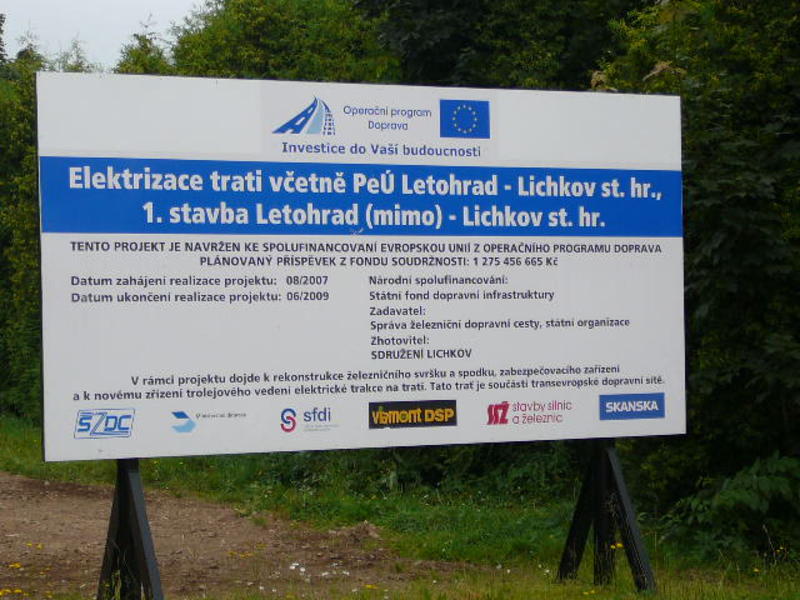 Operační program
Doprava
Investice do Vaší budoucnosti
Elektrizace trati včetně PeÚ Letohrad - Lichkov st. hr.,
1. stavba Letohrad (mimo) - Lichkov st. hr.
TENTO PROJEKT JE NAVRŽEN KE SPOLUFINANCOVÁNÍ EVROPSKOU UNIÍ Z OPERAČNÍHO PROGRAMU DOPRAVA
PLÁNOVANÝ PŘÍSPĚVEK Z FONDU SOUDRŽNOSTI: 1 275 456 665 Kč
Datum zahájení realizace projektu: 08/2007
Datum ukončení realizace projektu: 06/2009
Národní spolufinancování:
Státní fond dopravní infrastruktury
Zadavatel:
Správa železniční dopravní cesty, státní organizace
Zhotovitel:
SDRUŽENÍ LICHKOV
V rámci projektu dojde k rekonstrukce železničního svršku a spodku, zabezpečovacího zařízení
a k novému zřízení trolejového vedení elektrické trakce na trati. Tato trať je součástí transevropské dopravní sítě.
SŽDC
sfdi
Viamont DSP
SSŽ stavby silnic
a železnic
SKANSKA